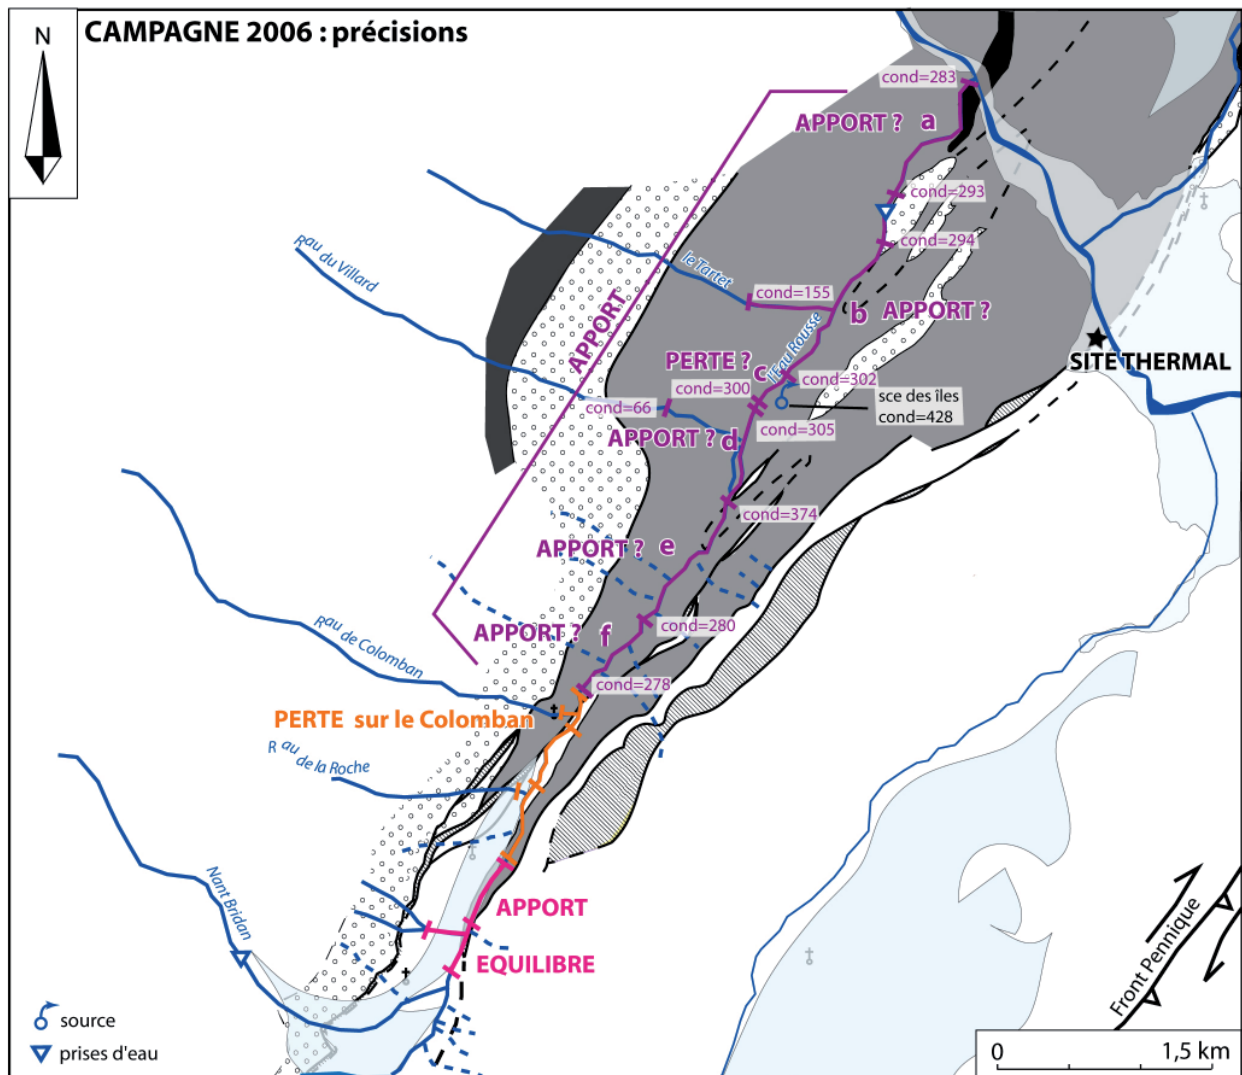 N
CAMPAGNE 2006 : précisions
cond=283
APPORT ? a
cond=293
cond=294
Rau du Villard
le Tartet
cond=155
b APPORT ?
APPORT
l'Eau Rousse
PERTE ? c
SITE THERMAL
cond=302
cond=300
sce des îles
cond=428
cond=66
cond=305
APPORT ? d
cond=374
APPORT ? e
APPORT ? f
cond=280
Rau de Colomban
cond=278
PERTE sur le Colomban
Rau de la Roche
Nant Bridan
APPORT
EQUILIBRE
Front Pennique
source
prises d'eau
0 1,5 km